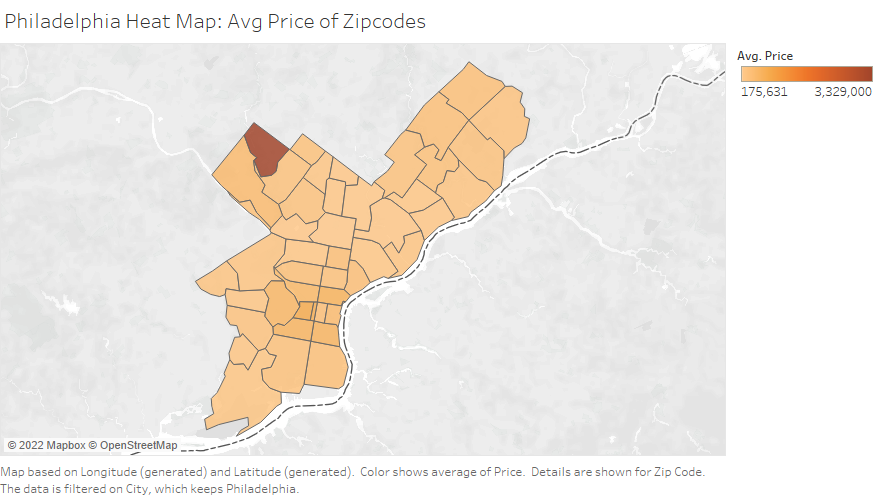 Philadelphia Heat Map: Avg Price of Zipcodes
Avg. Price
175,631 3,329,000
© 2022 Mapbox © OpenStreetMap
Map based on Longitude (generated) and Latitude (generated). Color shows average of Price. Details are shown for Zip Code.
The data is filtered on City, which keeps Philadelphia.